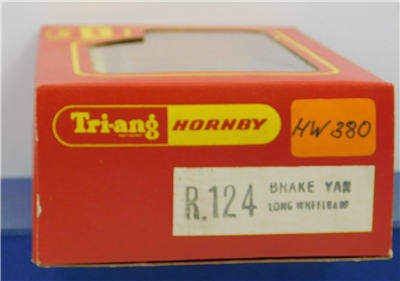 Tri-ang HORNBY
HW 380
R.124 BRAKE VAN
LONG WHEELBASE